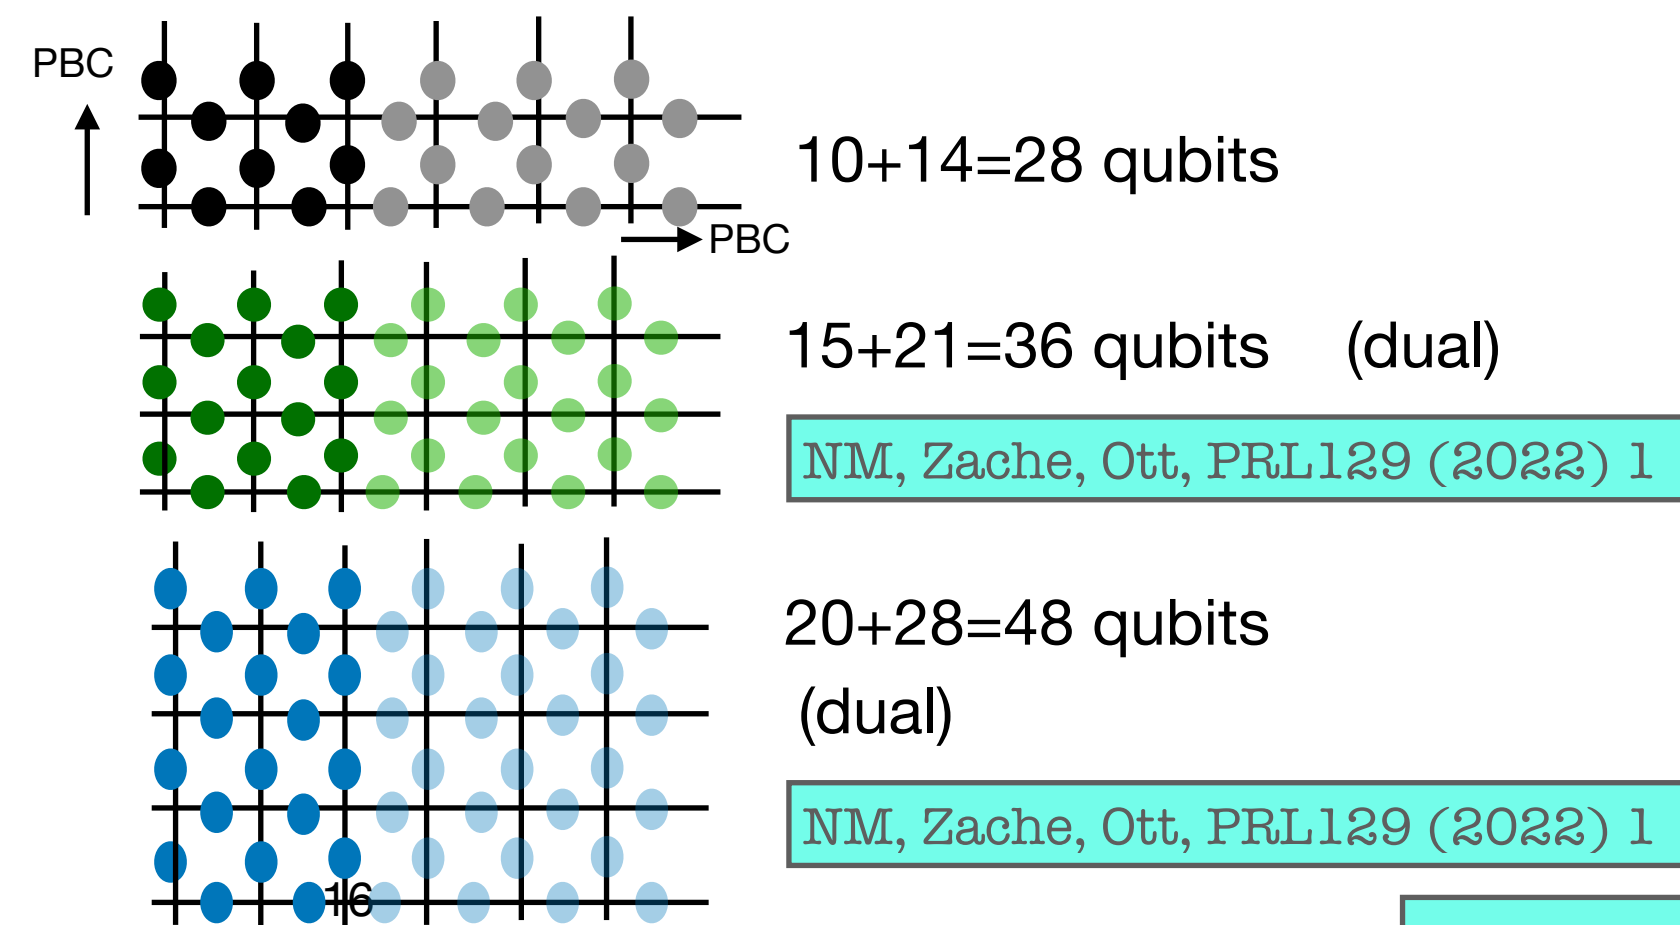 PBC
10+14=28 qubits
PBC
15+21=36 qubits (dual)
NM, Zache, Ott, PRL129 (2022) 1
20+28=48 qubits
(dual)
NM, Zache, Ott, PRL129 (2022) 1
16